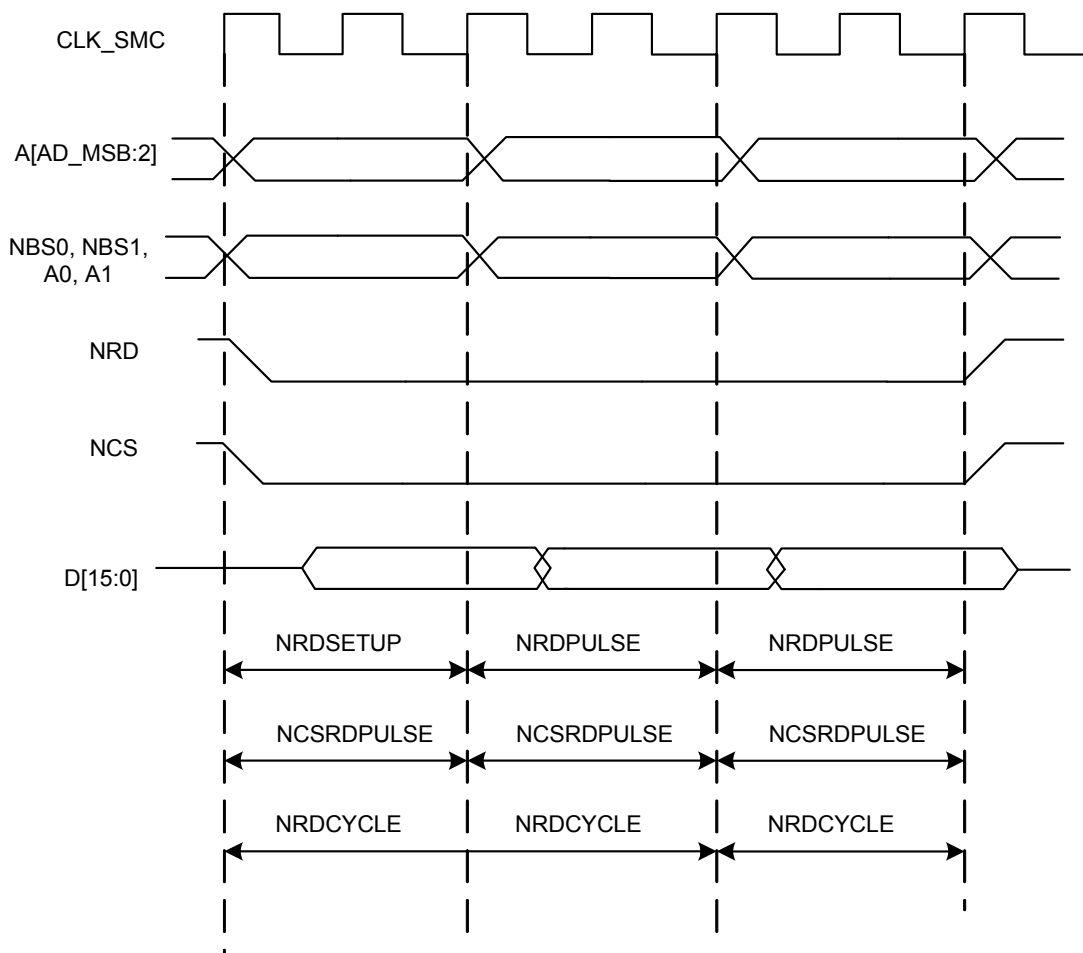 CLK_SMC
A[AD_MSB:2]
NBS0, NBS1,
A0, A1
NRD
NCS
D[15:0]
NRDSETUP NRDPULSE NRDPULSE
NCSRDPULSE NCSRDPULSE NCSRDPULSE
NRDCYCLE NRDCYCLE NRDCYCLE